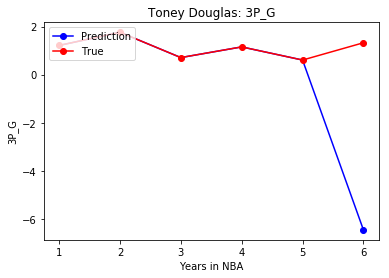 Toney Douglas: 3P_G
Prediction
True
2
0
−2
−4
−6
3P_G
1 2 3 4 5 6
Years in NBA